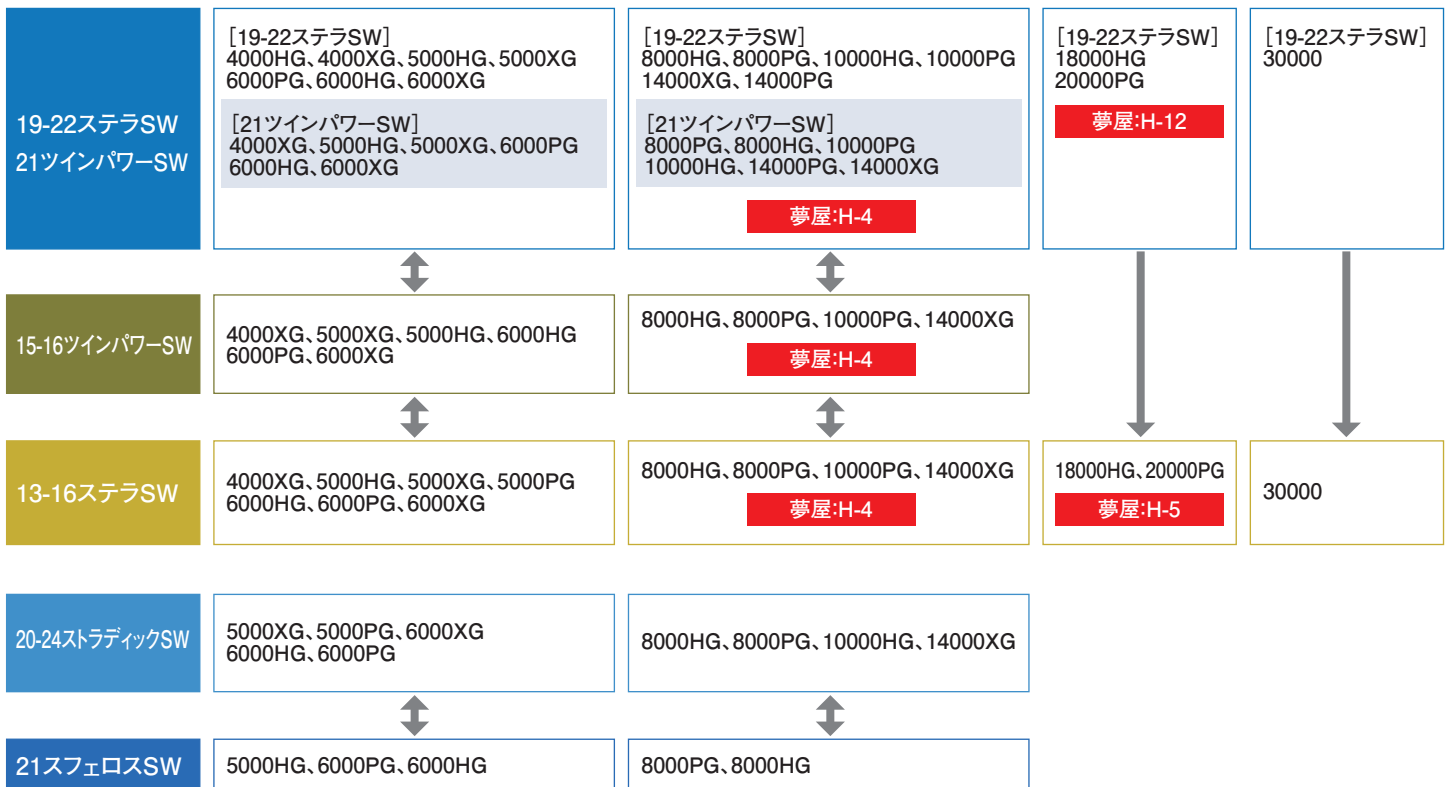 19-22ステラSW
21ツインパワーSW
[19-22ステラSW]
4000HG、4000XG、5000HG、5000XG
6000PG、6000HG、6000XG
[21ツインパワーSW]
4000XG、5000HG、5000XG、6000PG
6000HG、6000XG
[19-22ステラSW]
8000HG、8000PG、10000HG、10000PG
14000XG、14000PG
[21ツインパワーSW]
8000PG、8000HG、10000PG
10000HG、14000PG、14000XG
夢屋:H-4
[19-22ステラSW]
18000HG
20000PG
夢屋:H-12
[19-22ステラSW]
30000
15-16ツインパワーSW
4000XG、5000XG、5000HG、6000HG
6000PG、6000XG
8000HG、8000PG、10000PG、14000XG
夢屋:H-4
13-16ステラSW
4000XG、5000HG、5000XG、5000PG
6000HG、6000PG、6000XG
8000HG、8000PG、10000PG、14000XG
夢屋:H-4
18000HG、20000PG
夢屋:H-5
30000
20-24ストラディックSW
5000XG、5000PG、6000XG
6000HG、6000PG
8000HG、8000PG、10000HG、14000XG
21スフェロスSW
5000HG、6000PG、6000HG
8000PG、8000HG